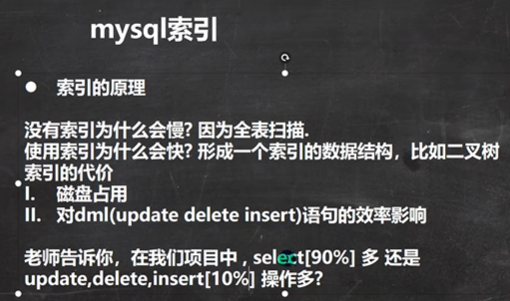 mysql索引
● 索引的原理
没有索引为什么会慢? 因为全表扫描.
使用索引为什么会快? 形成一个索引的数据结构，比如二叉树
索引的代价
I. 磁盘占用
II. 对dml(update delete insert)语句的效率影响
老师告诉你，在我们项目中 , select[90%] 多 还是
update,delete,insert[10%] 操作多?